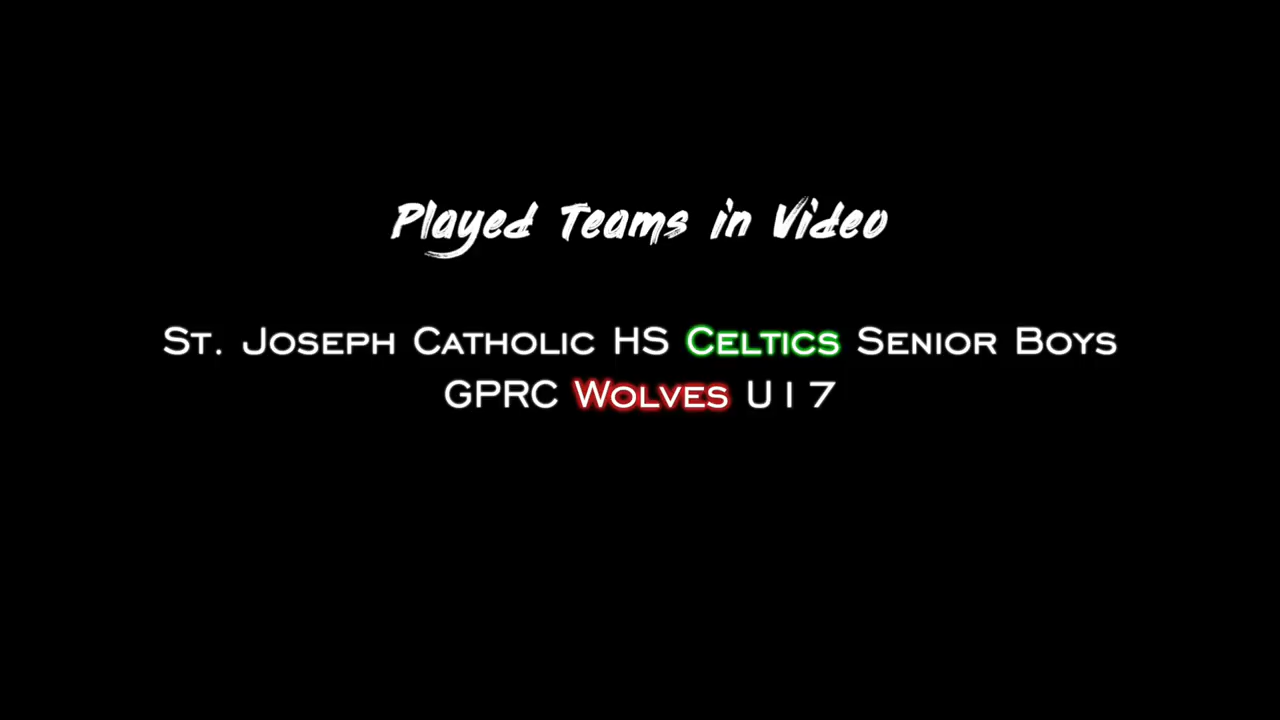 Played Teams in Video
St. Joseph Catholic HS Celtics Senior Boys
GPRC Wolves U17